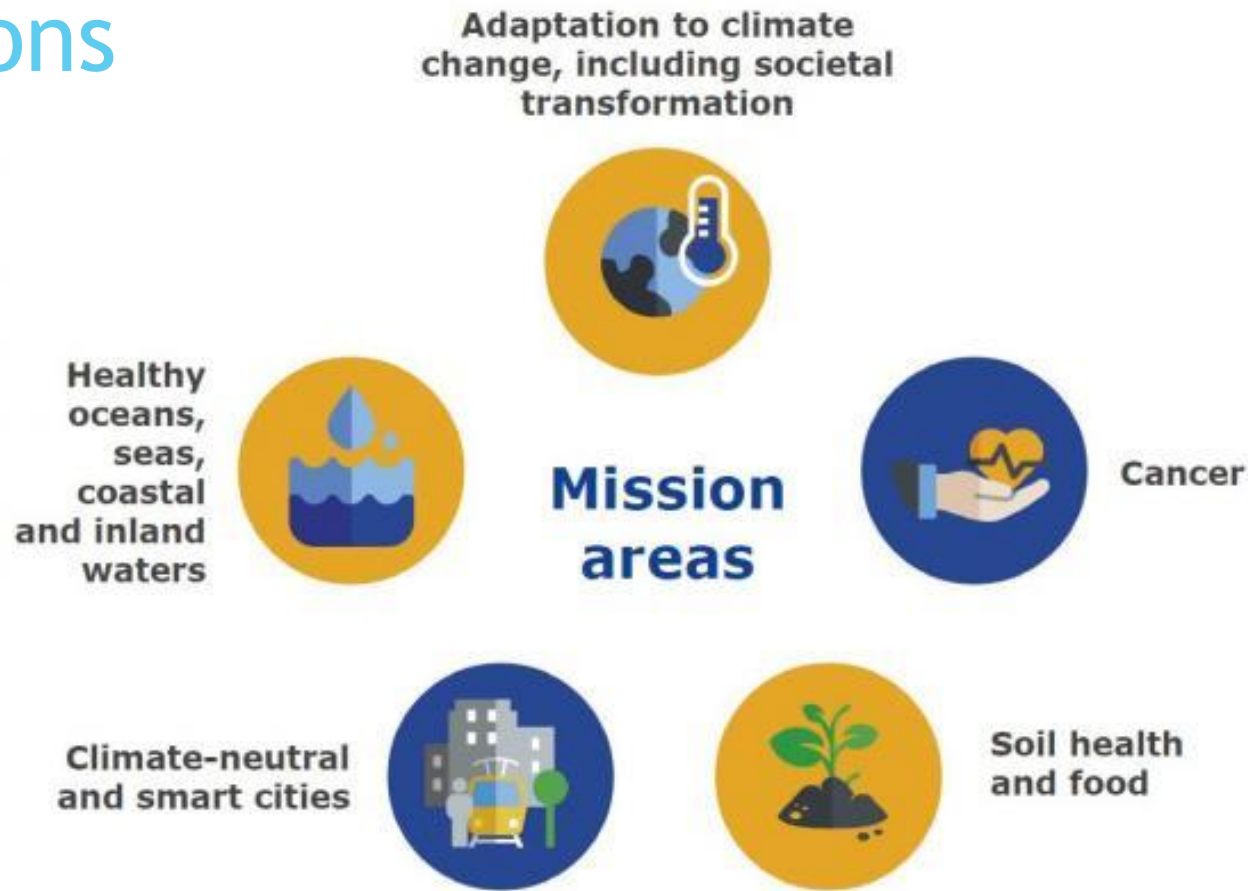 ons
Adaptation to climate
change, including societal
transformation
Healthy
oceans,
seas,
coastal
and inland
waters
Mission
areas
Cancer
Climate-neutral
and smart cities
Soil health
and food